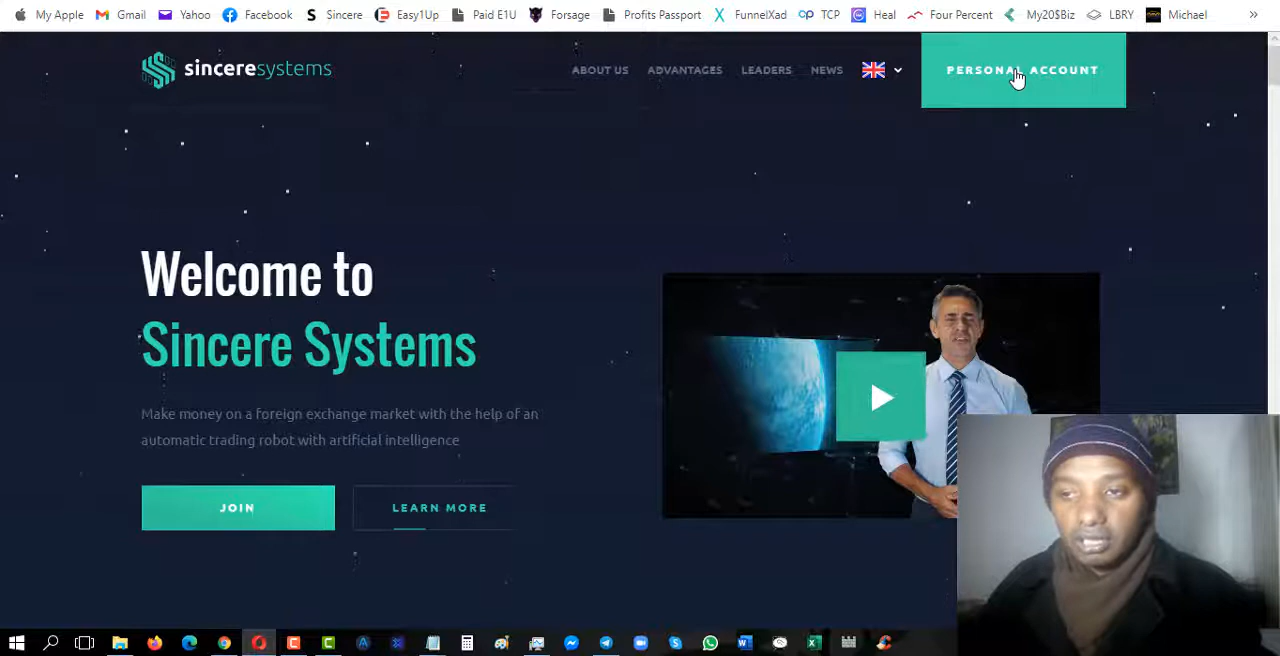 My Apple Gmail Yahoo Facebook Sincere Easy1Up Paid E1U Forsage Profits Passport FunnelXad TCP Heal Four Percent My20$Biz LBRY Michael »
sinceresystems ABOUT US ADVANTAGES LEADERS NEWS PERSONAL ACCOUNT
Welcome to
Sincere Systems
Make money on a foreign exchange market with the help of an
automatic trading robot with artificial intelligence
JOIN LEARN MORE